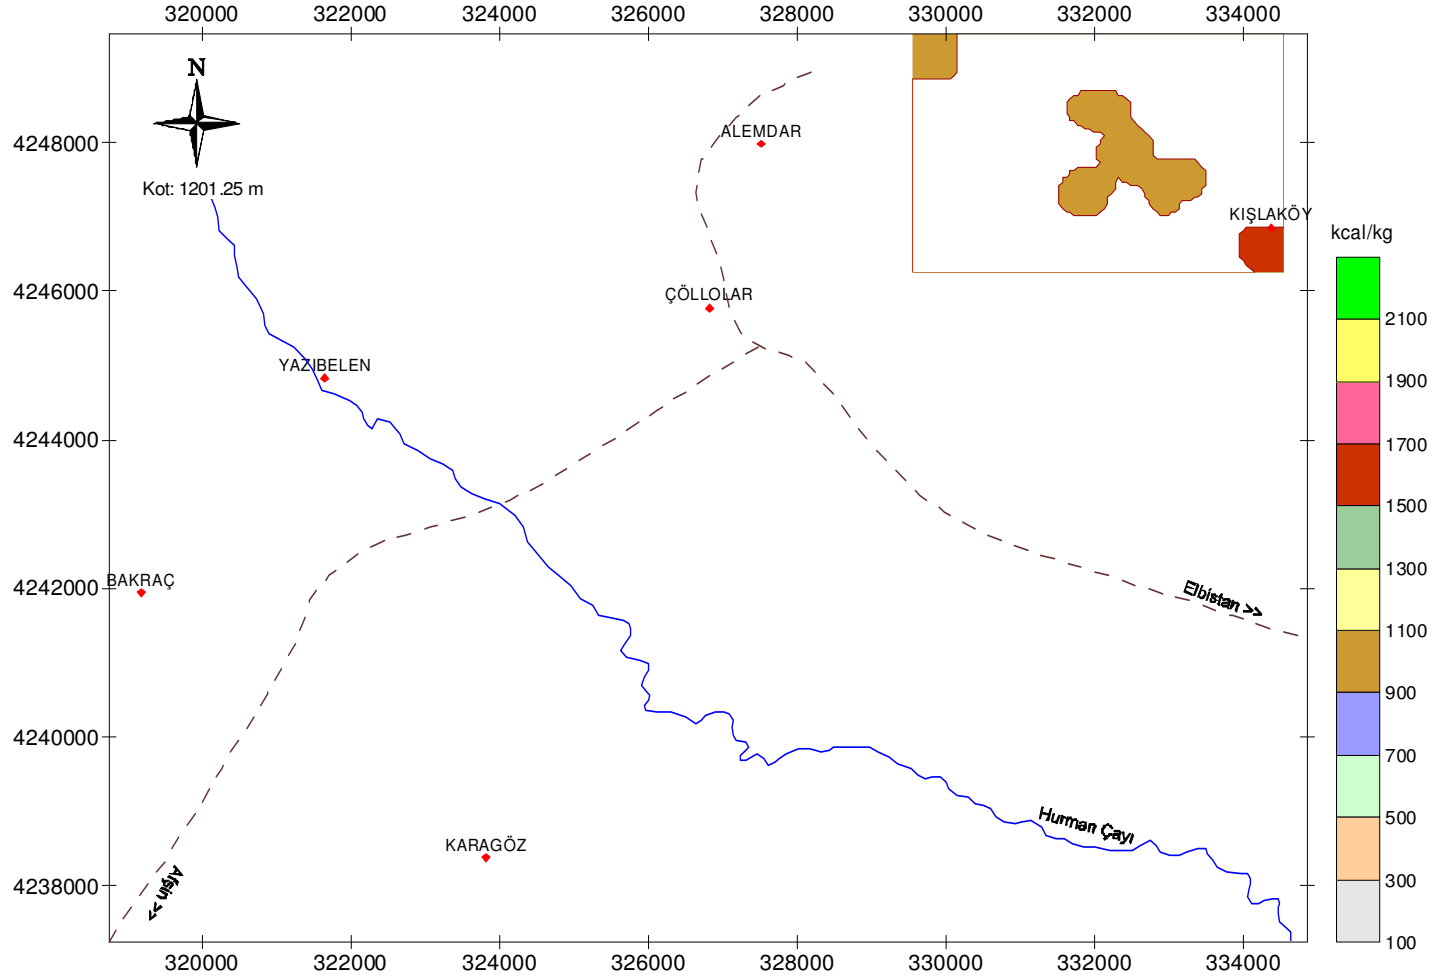 320000 322000 324000 326000 328000 330000 332000 334000
N
Kot: 1201.25 m
4248000
4246000
4244000
4242000
4240000
4238000
ALEMDAR
KIŞLAKÖY
ÇÖLLOLAR
YAZIBELEN
BAKRAÇ
Elbistan >>
Hurman Çayı
KARAGÖZ
<< Afşin
kcal/kg
2100
1900
1700
1500
1300
1100
900
700
500
300
100
320000 322000 324000 326000 328000 330000 332000 334000